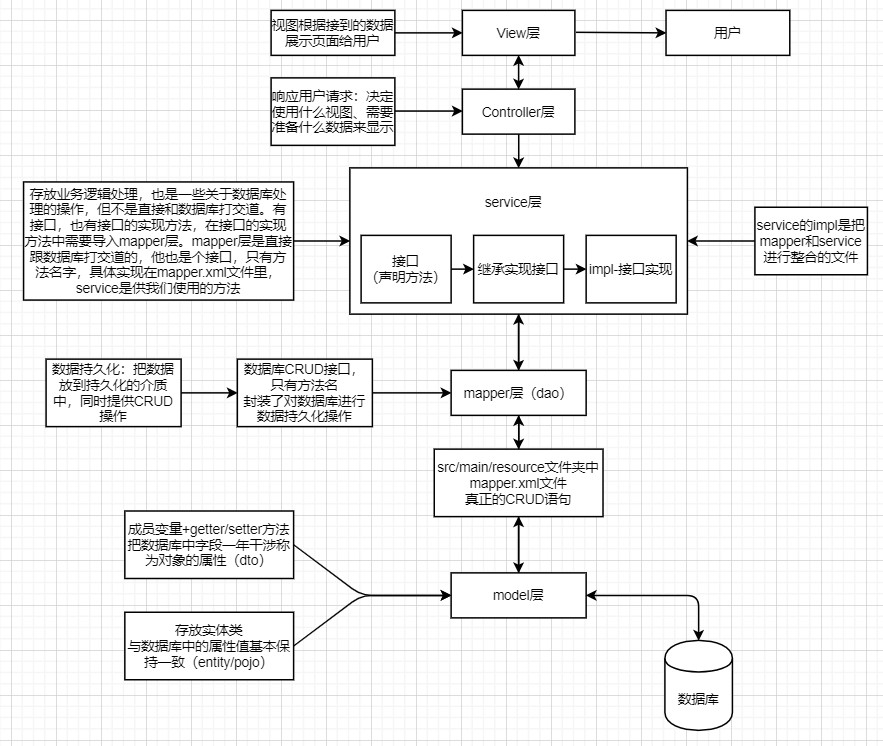 视图根据接到的数据
展示页面给用户
View层
用户
响应用户请求：决定
使用什么视图、需要
准备什么数据来显示
Controller层
存放业务逻辑处理，也是一些关于数据库处
理的操作，但不是直接和数据库打交道。有
接口，也有接口的实现方法，在接口的实现
方法中需要导入mapper层。mapper层是直接
跟数据库打交道的，他也是个接口，只有方
法名字，具体实现在mapper.xml文件里，
service是供我们使用的方法
service层
接口
（声明方法）
继承实现接口
impl-接口实现
service的impl是把
mapper和service
进行整合的文件
数据持久化：把数据
放到持久化的介质
中，同时提供CRUD
操作
数据库CRUD接口，
只有方法名
封装了对数据库进行
数据持久化操作
mapper层（dao）
src/main/resource文件夹中
mapper.xml文件
真正的CRUD语句
成员变量+getter/setter方法
把数据库中字段一年干涉称
为对象的属性（dto）
model层
存放实体类
与数据库中的属性值基本保
持一致（entity/pojo）
数据库